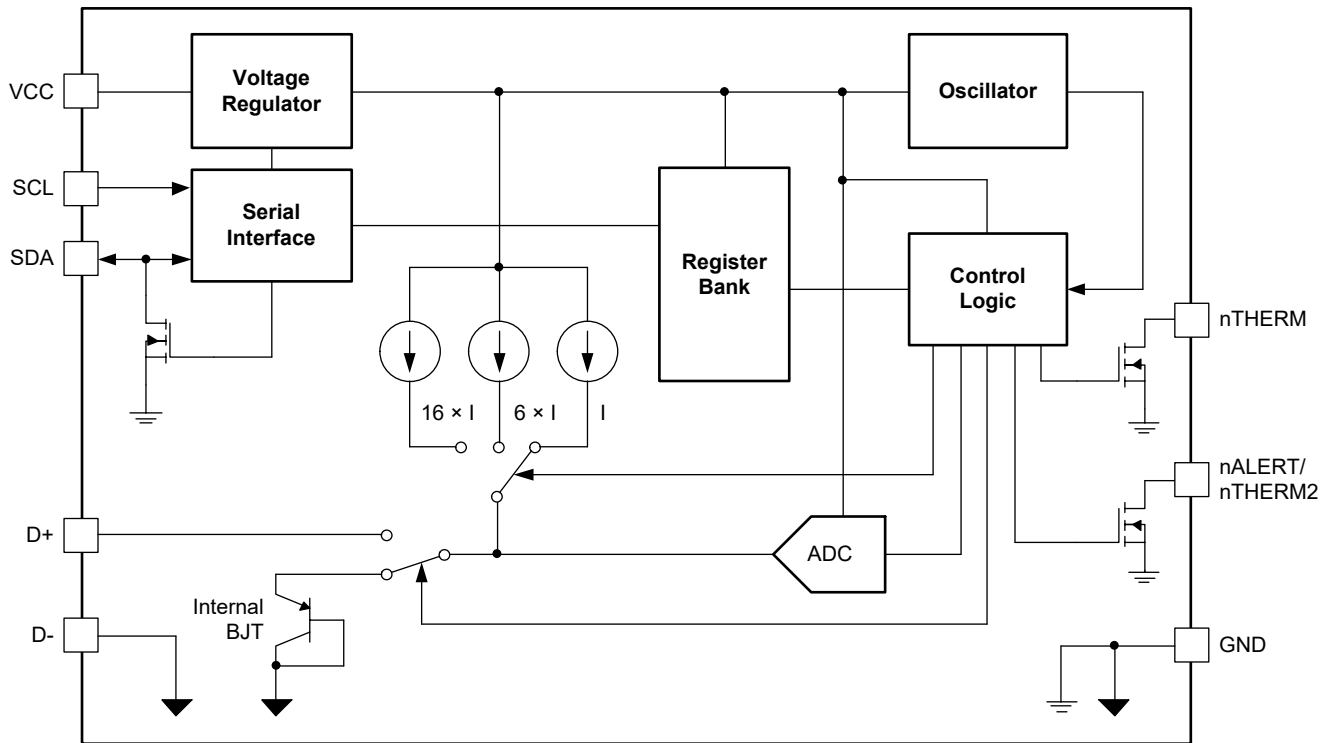 VCC
Voltage
Regulator
Oscillator
SCL
Serial
Interface
SDA
Register
Bank
Control
Logic
nTHERM
16 × I
6 × I
I
nALERT/
nTHERM2
D+
ADC
Internal
BJT
D-
GND